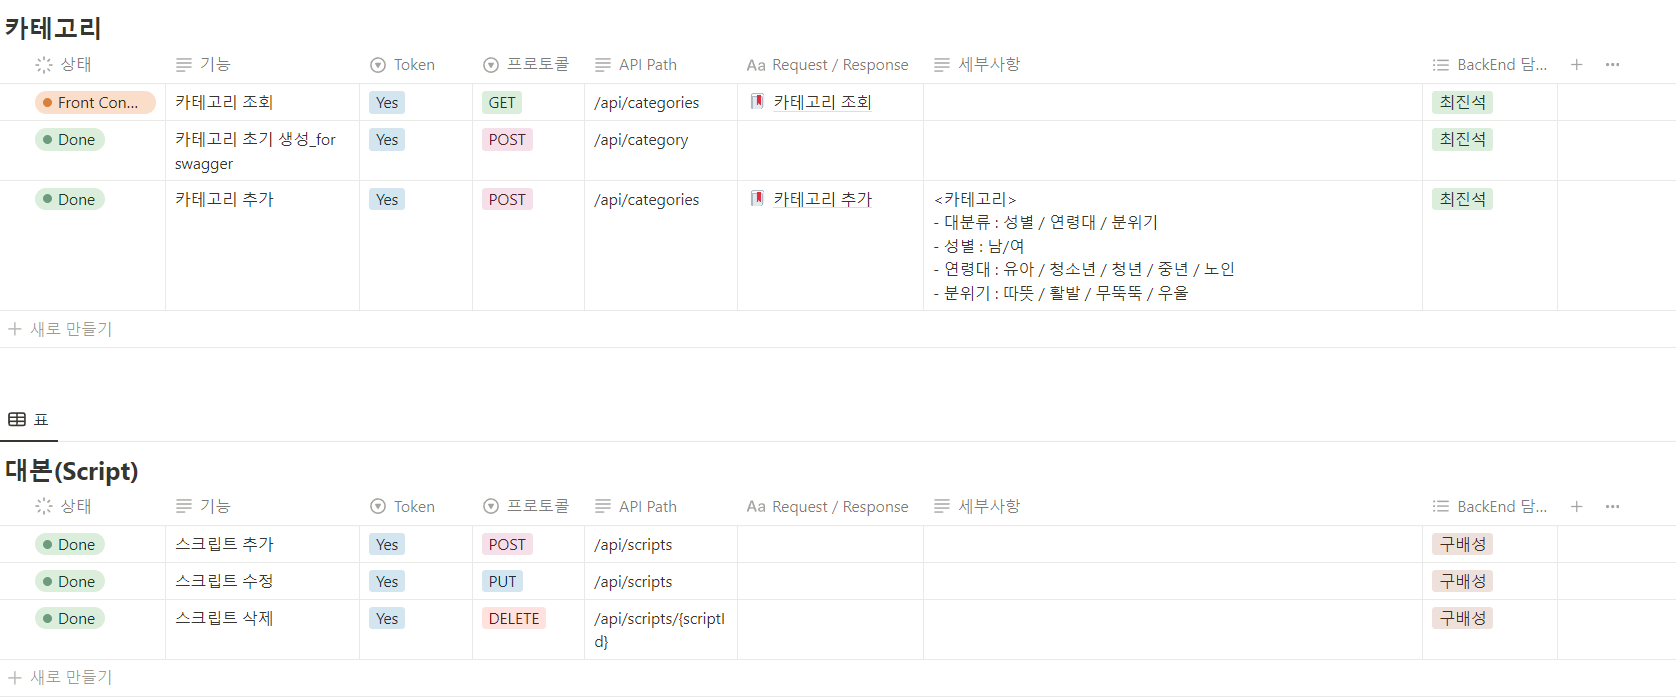 카테고리
상태 기능 Token 프로토콜 API Path Aa Request / Response 세부사항 BackEnd 담...
Front Con... 카테고리 조회 Yes GET /api/categories 카테고리 조회 최진석
Done 카테고리 초기 생성_for Yes POST /api/category 최진석
swagger
Done 카테고리 추가 Yes POST /api/categories 카테고리 추가 <카테고리> 최진석
- 대분류 : 성별 / 연령대 / 분위기
- 성별 : 남/여
- 연령대 : 유아 / 청소년 / 청년 / 중년 / 노인
- 분위기 : 따뜻 / 활발 / 무뚝뚝 / 우울
+ 새로 만들기
표
대본(Script)
상태 기능 Token 프로토콜 API Path Aa Request / Response 세부사항 BackEnd 담...
Done 스크립트 추가 Yes POST /api/scripts 구배성
Done 스크립트 수정 Yes PUT /api/scripts 구배성
Done 스크립트 삭제 Yes DELETE /api/scripts/{scriptI 구배성
d}
+ 새로 만들기